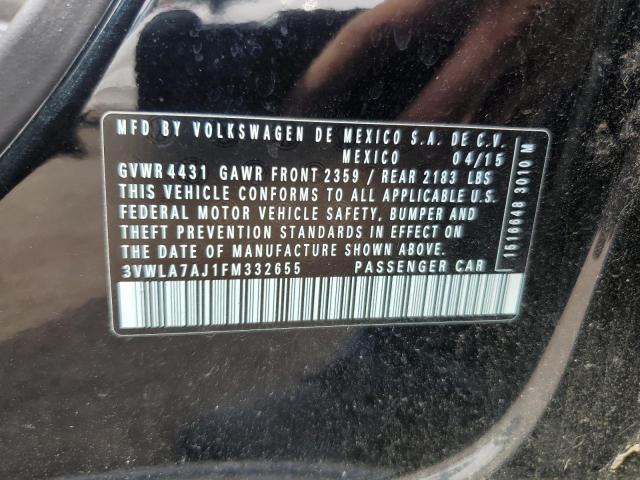 MFD BY VOLKSWAGEN DE MEXICO S.A. DE C.V.
MEXICO 04/15
GVWR 4431 GAWR FRONT 2359 / REAR 2183 LBS
THIS VEHICLE CONFORMS TO ALL APPLICABLE U.S.
FEDERAL MOTOR VEHICLE SAFETY, BUMPER AND
THEFT PREVENTION STANDARDS IN EFFECT ON
THE DATE OF MANUFACTURE SHOWN ABOVE.
3VWLA7AJ1FM332655 PASSENGER CAR
1516648 3010 M